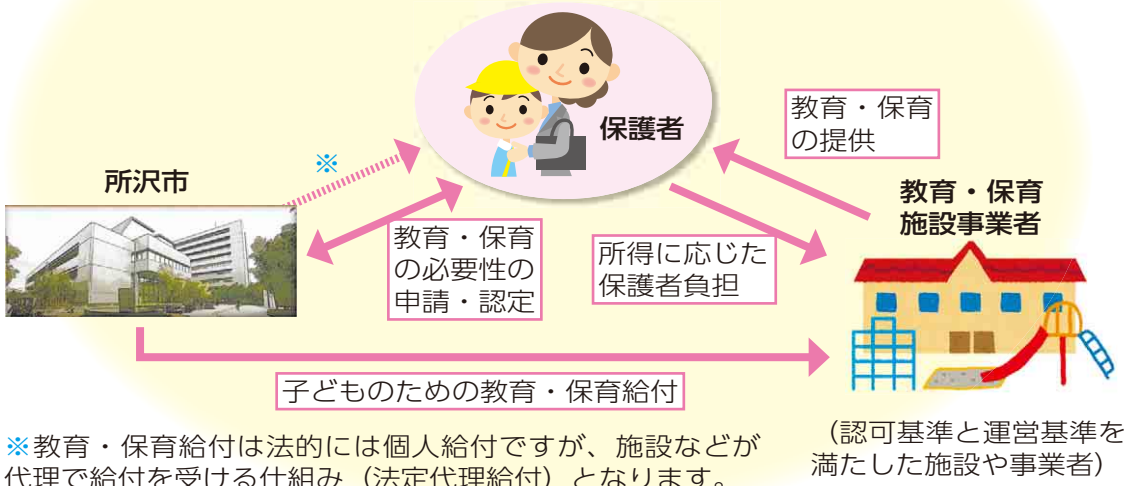 保護者
教育・保育
の提供
※
所沢市
教育・保育
施設事業者
教育・保育
の必要性の
申請・認定
所得に応じた
保護者負担
子どものための教育・保育給付
※教育・保育給付は法的には個人給付ですが、施設などが
代理で給付を受ける仕組み（法定代理給付）となります。
（認可基準と運営基準を
満たした施設や事業者）